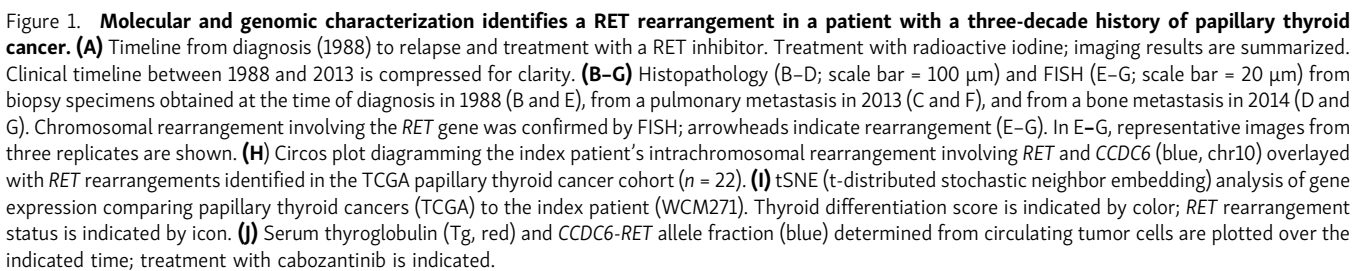 Figure 1. Molecular and genomic characterization identifies a RET rearrangement in a patient with a three-decade history of papillary thyroid
cancer. (A) Timeline from diagnosis (1988) to relapse and treatment with a RET inhibitor. Treatment with radioactive iodine; imaging results are summarized.
Clinical timeline between 1988 and 2013 is compressed for clarity. (B–G) Histopathology (B–D; scale bar = 100 µm) and FISH (E–G; scale bar = 20 µm) from
biopsy specimens obtained at the time of diagnosis in 1988 (B and E), from a pulmonary metastasis in 2013 (C and F), and from a bone metastasis in 2014 (D and
G). Chromosomal rearrangement involving the RET gene was confirmed by FISH; arrowheads indicate rearrangement (E–G). In E–G, representative images from
three replicates are shown. (H) Circos plot diagramming the index patient's intrachromosomal rearrangement involving RET and CCDC6 (blue, chr10) overlayed
with RET rearrangements identified in the TCGA papillary thyroid cancer cohort (n = 22). (I) tSNE (t-distributed stochastic neighbor embedding) analysis of gene
expression comparing papillary thyroid cancers (TCGA) to the index patient (WCM271). Thyroid differentiation score is indicated by color; RET rearrangement
status is indicated by icon. (J) Serum thyroglobulin (Tg, red) and CCDC6-RET allele fraction (blue) determined from circulating tumor cells are plotted over the
indicated time; treatment with cabozantinib is indicated.